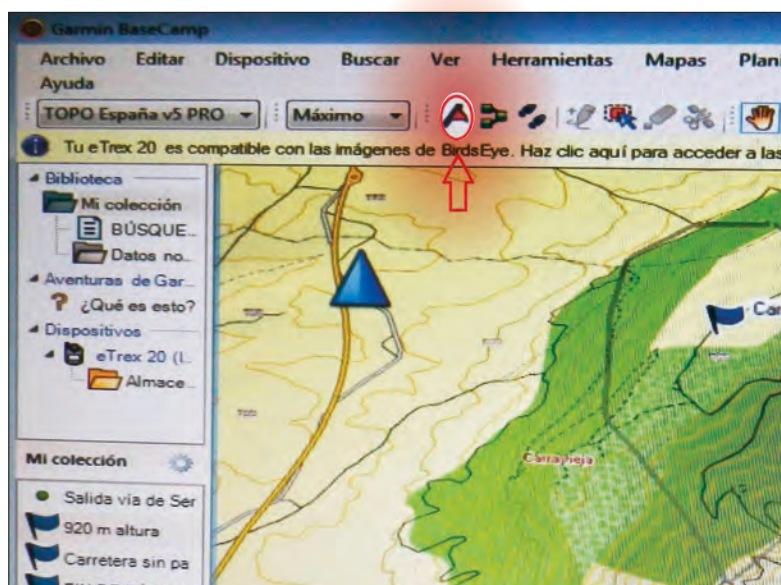 Garmin BaseCamp
Archivo Editar Dispositivo Buscar Ver Herramientas Mapas Plani
Ayuda
TOPO España v5 PRO Máximo
Tu eTrex 20 es compatible con las imágenes de BirdsEye. Haz clic aquí para acceder a las
Biblioteca
Mi colección
BÚSQUE...
Datos no...
Aventuras de Gar...
¿Qué es esto?
Dispositivos
eTrex 20 (I...
Almace...
Car
Carrapieja
Mi colección
Salida vía de Ser
920 m altura
Carretera sin pa